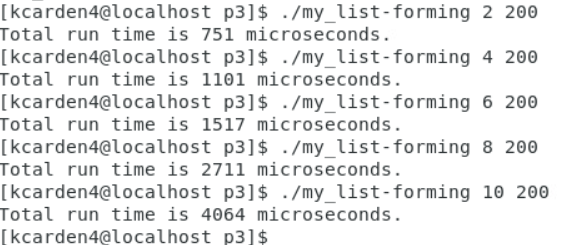 [kcarden4@localhost p3]$ ./my_list-forming 2 200
Total run time is 751 microseconds.
[kcarden4@localhost p3]$ ./my_list-forming 4 200
Total run time is 1101 microseconds.
[kcarden4@localhost p3]$ ./my_list-forming 6 200
Total run time is 1517 microseconds.
[kcarden4@localhost p3]$ ./my_list-forming 8 200
Total run time is 2711 microseconds.
[kcarden4@localhost p3]$ ./my_list-forming 10 200
Total run time is 4064 microseconds.
[kcarden4@localhost p3]$